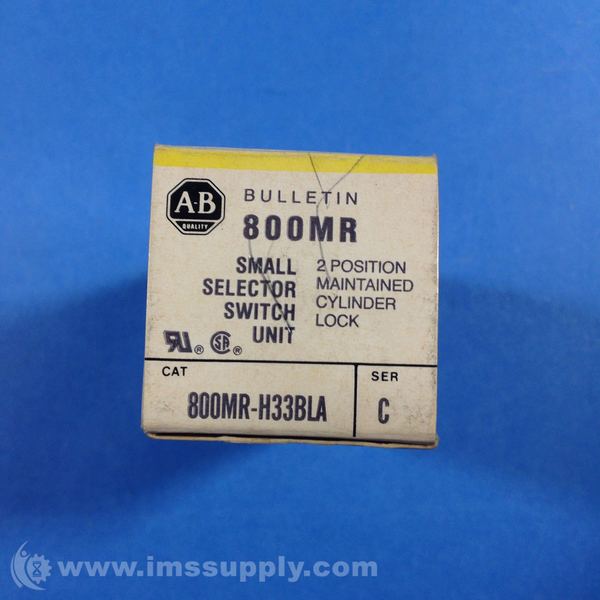 A-B
QUALITY
BULLETIN
800MR
SMALL
SELECTOR
SWITCH
UNIT
2 POSITION
MAINTAINED
CYLINDER
LOCK
CAT
800MR-H33BLA
SER
C
www.imssupply.com